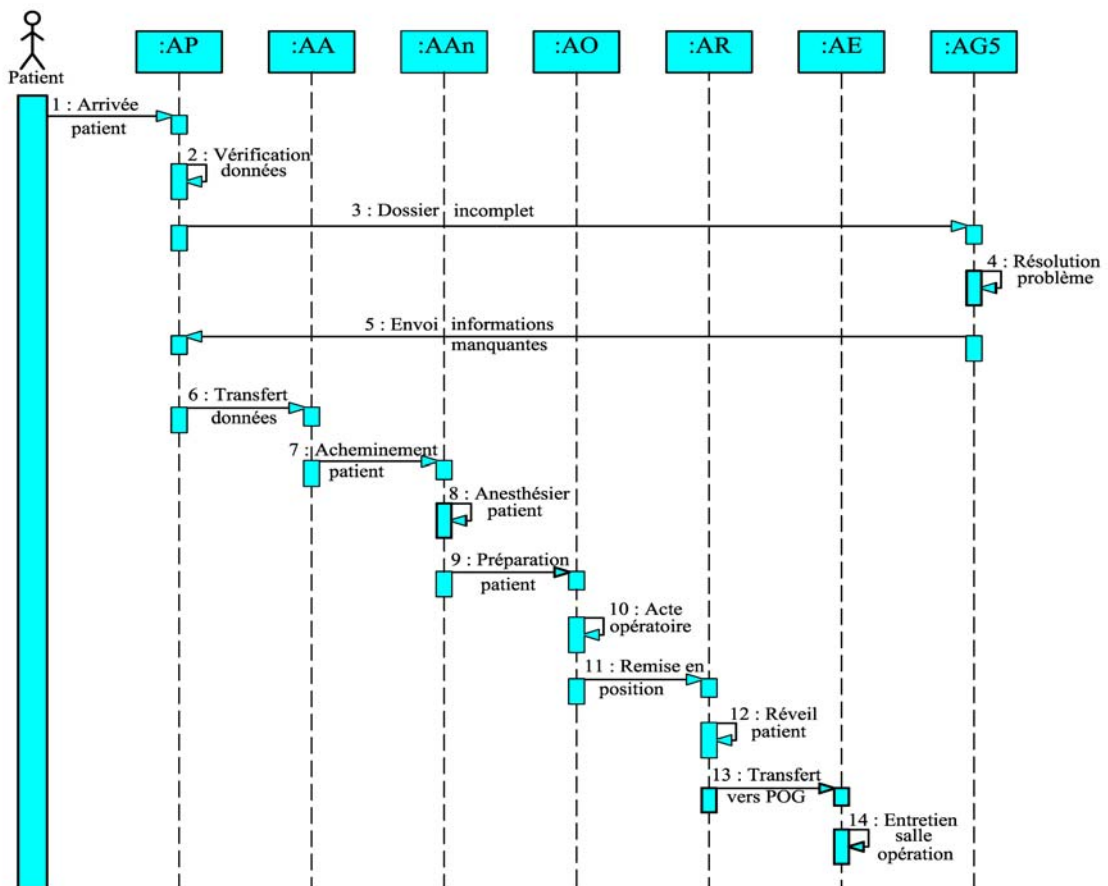 :AP :AA :AAn :AO :AR :AE :AG5
Patient
1 : Arrivée
patient
2 : Vérification
données
3 : Dossier incomplet
4 : Résolution
problème
5 : Envoi informations
manquantes
6 : Transfert
données
7 : Acheminement
patient
8 : Anesthésier
patient
9 : Préparation
patient
10 : Acte
opératoire
11 : Remise en
position
12 : Réveil
patient
13 : Transfert
vers POG
14 : Entretien
salle
opération